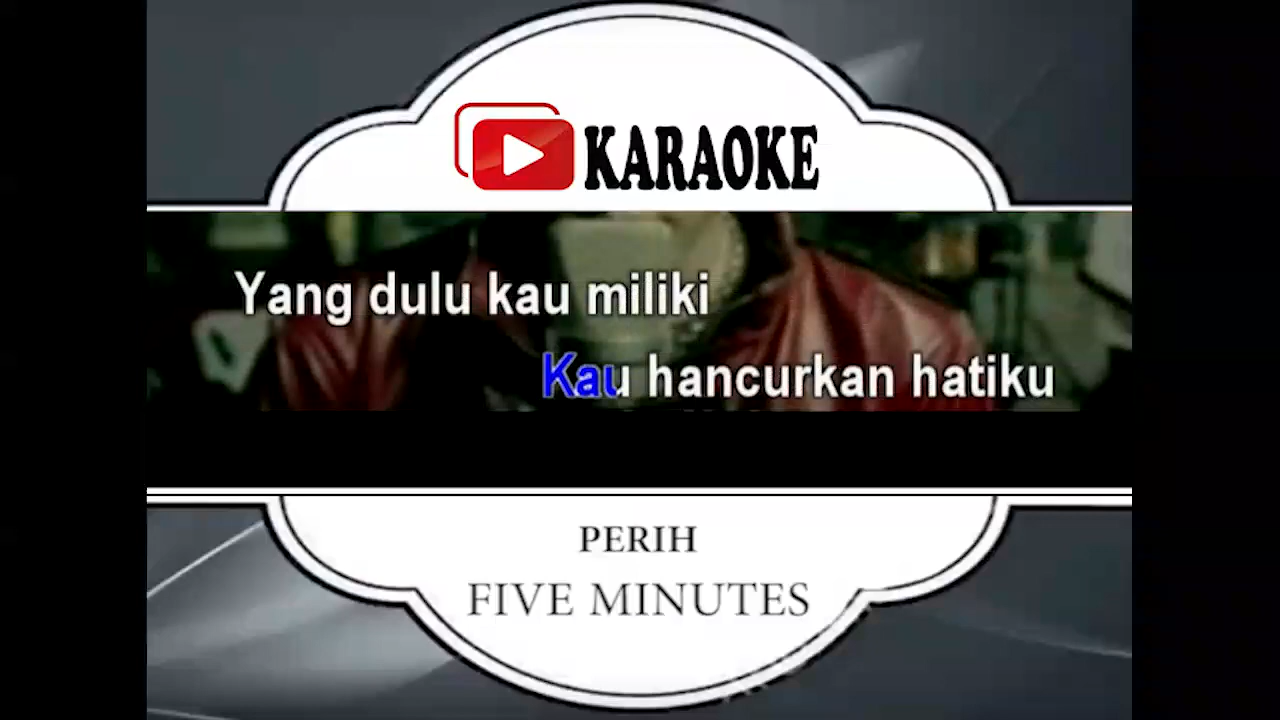 KARAOKE
Yang dulu kau miliki
Kau hancurkan hatiku
PERIH
FIVE MINUTES